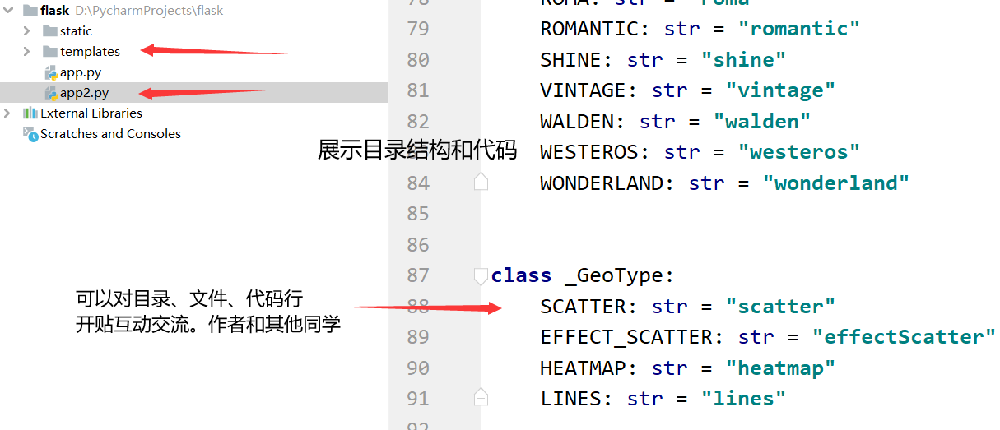 flask D:\PycharmProjects\flask
static
templates
app.py
app2.py
External Libraries
Scratches and Consoles
展示目录结构和代码
可以对目录、文件、代码行
开贴互动交流。作者和其他同学
78 ROMA: str = "roma"
79 ROMANTIC: str = "romantic"
80 SHINE: str = "shine"
81 VINTAGE: str = "vintage"
82 WALDEN: str = "walden"
83 WESTEROS: str = "westeros"
84 WONDERLAND: str = "wonderland"
85
86
87 class _GeoType:
88 SCATTER: str = "scatter"
89 EFFECT_SCATTER: str = "effectScatter"
90 HEATMAP: str = "heatmap"
91 LINES: str = "lines"